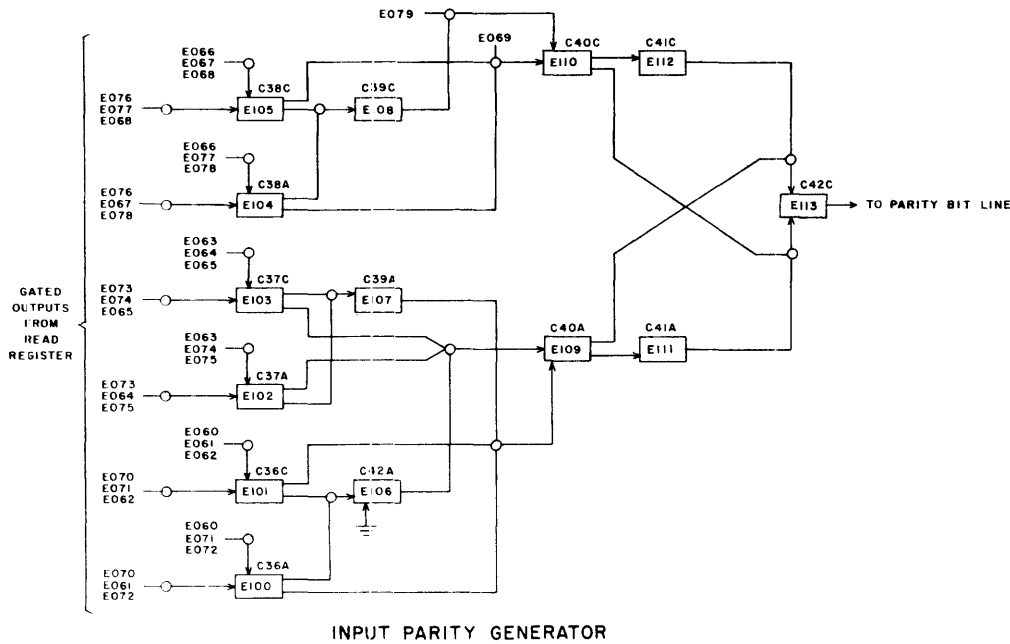 E079
E069
C40C
E110
C41C
E112
E066
E067
E068
C38C
E105
E076
E077
E068
C39C
E108
E066
E077
E078
C38A
E104
E076
E067
E078
C42C
E113
TO PARITY BIT LINE
E063
E064
E065
C37C
E103
E073
E074
E065
C39A
E107
GATED
OUTPUTS
FROM
READ
REGISTER
E063
E074
E075
C37A
E102
E073
E064
E075
C40A
E109
C41A
E111
E060
E061
E062
C36C
E101
E070
E071
E062
C42A
E106
E060
E071
E072
C36A
E100
E070
E061
E072
INPUT PARITY GENERATOR